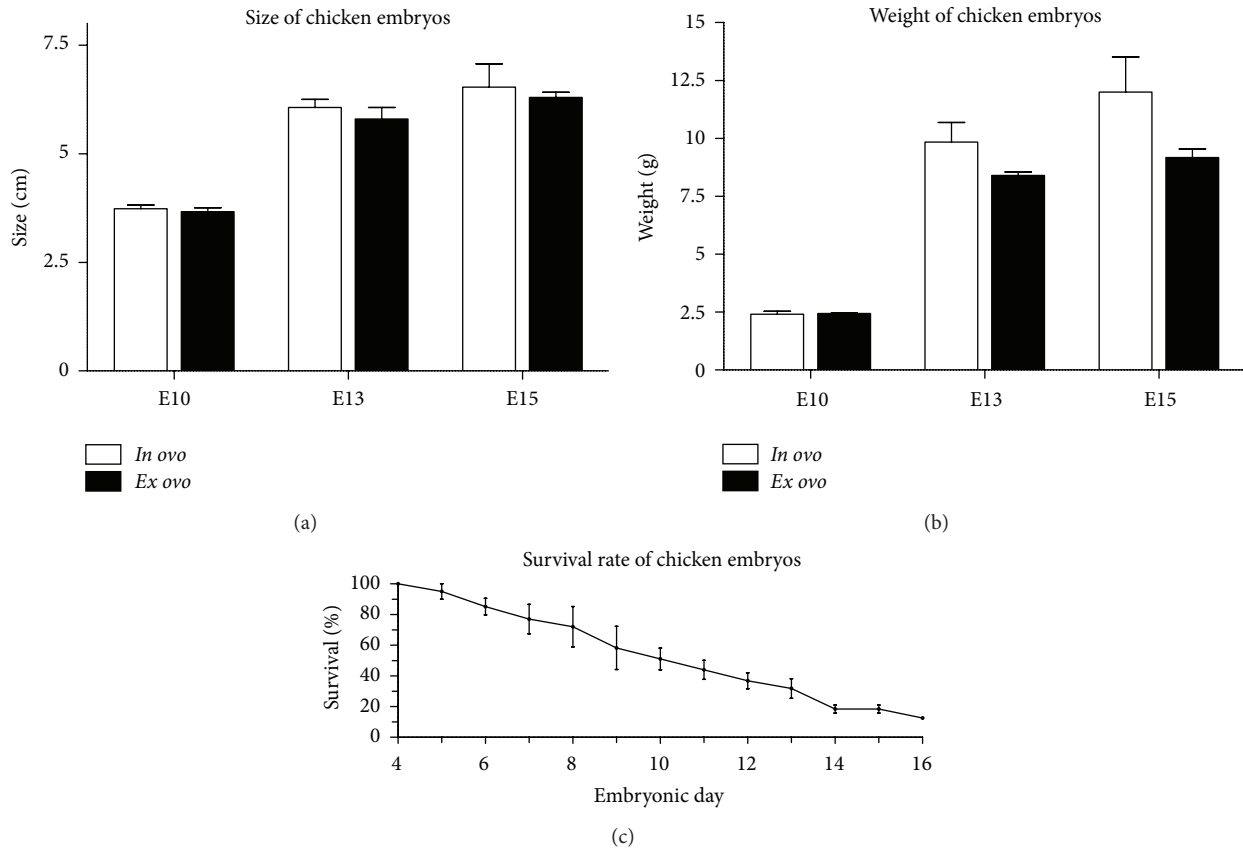 Size of chicken embryos
7.5
5
2.5
0
Size (cm)
E10 E13 E15
In ovo
Ex ovo
(a)
Weight of chicken embryos
15
12.5
10
7.5
5
2.5
0
Weight (g)
E10 E13 E15
In ovo
Ex ovo
(b)
Survival rate of chicken embryos
100
80
60
40
20
0
Survival (%)
4 6 8 10 12 14 16
Embryonic day
(c)